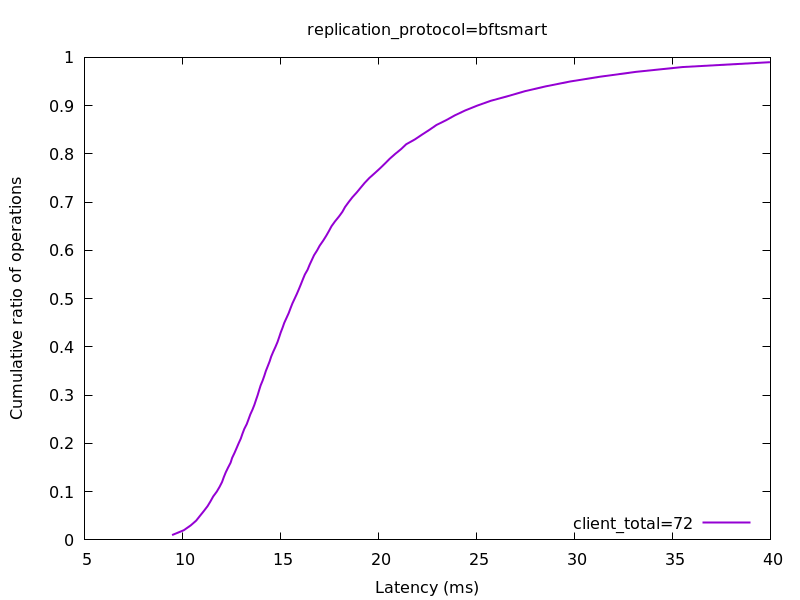 replication_protocol=bftsmart
1
0.9
0.8
0.7
0.6
0.5
0.4
0.3
0.2
0.1
0
Cumulative ratio of operations
client_total=72
5 10 15 20 25 30 35 40
Latency (ms)